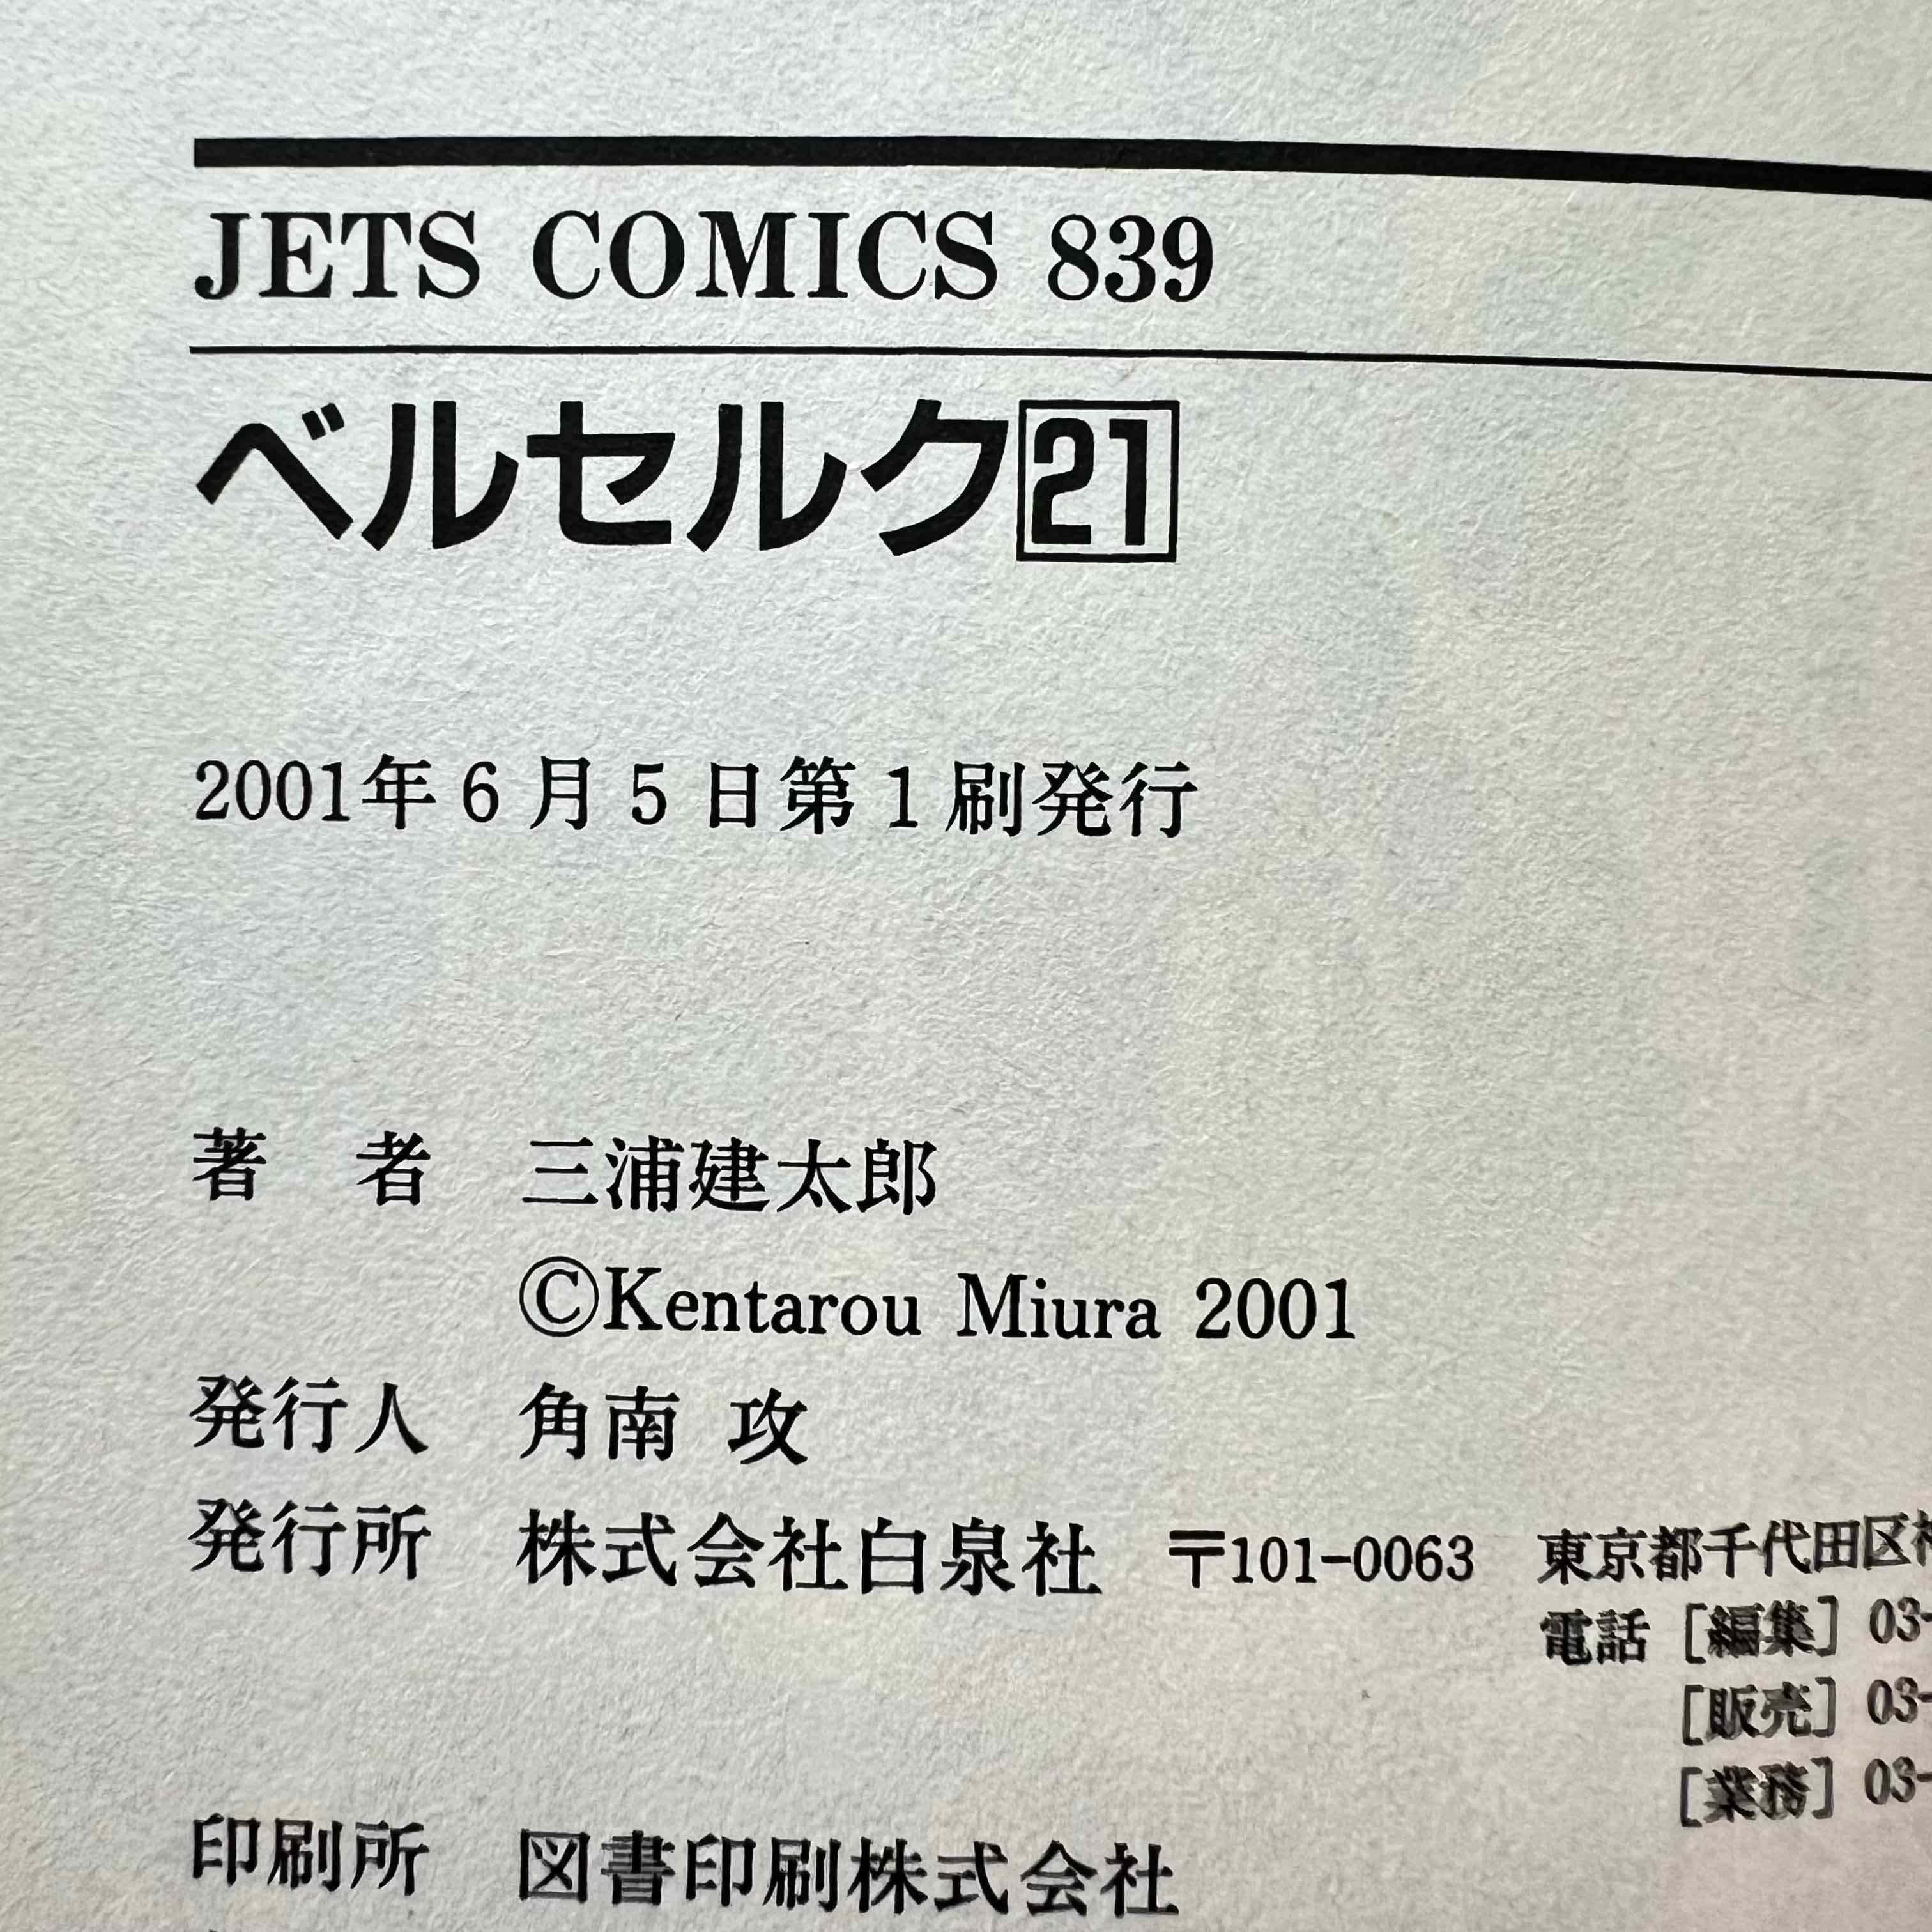 JETS COMICS 839
ベルセルク21
2001年6月5日第1刷発行
著 者 三浦建太郎
©Kentarou Miura 2001
発行人 角南 攻
発行所 株式会社白泉社 〒101-0063 東京都千代田区
電話 [編集] 03-
[販売] 03-
[業務] 03-
印刷所 図書印刷株式会社